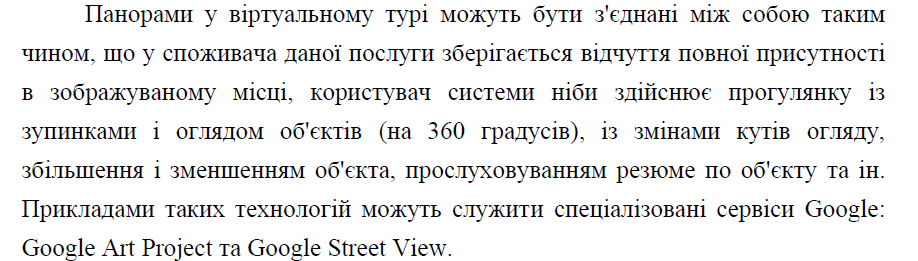 Панорами у віртуальному турі можуть бути з'єднані між собою таким
чином, що у споживача даної послуги зберігається відчуття повної присутності
в зображуваному місці, користувач системи ніби здійснює прогулянку із
зупинками і оглядом об'єктів (на 360 градусів), із змінами кутів огляду,
збільшення і зменшенням об'єкта, прослуховуванням резюме по об'єкту та ін.
Прикладами таких технологій можуть служити спеціалізовані сервіси Google:
Google Art Project та Google Street View.